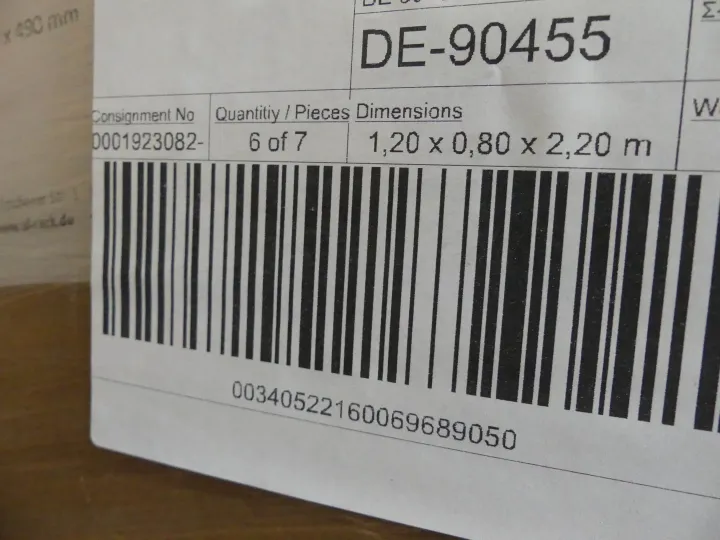 x 490 mm
DE-90455
Consignment No
Quantitiy / Pieces
Dimensions
0001923082-
6 of 7
1,20 x 0,80 x 2,20 m
00340522160069689050